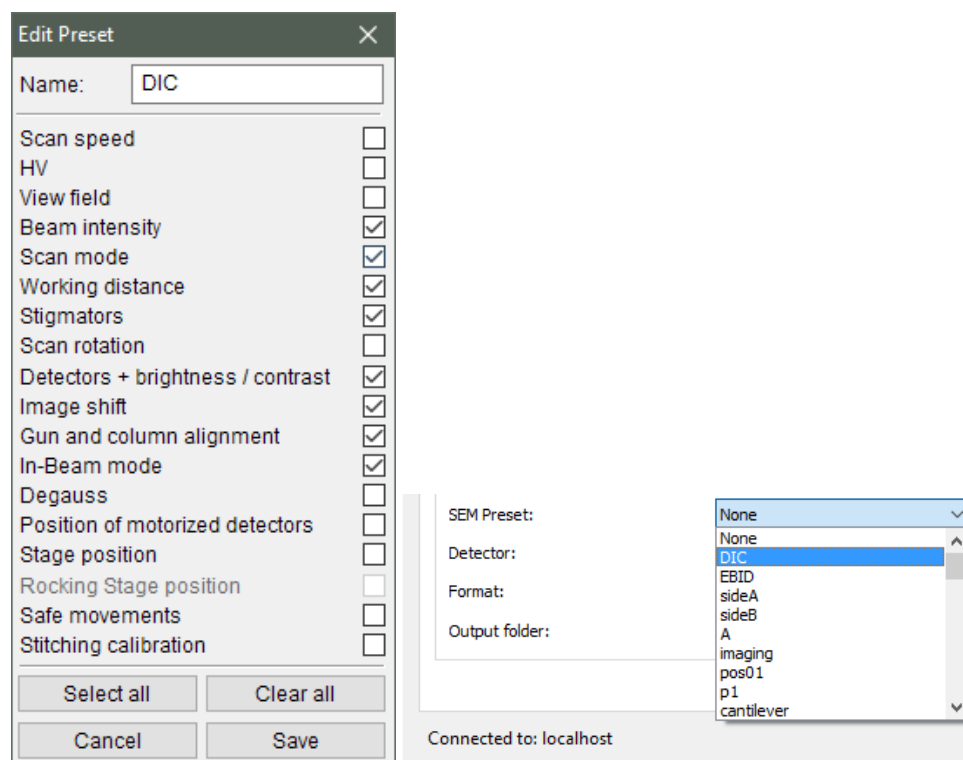 Edit Preset
Name: DIC
Scan speed
HV
View field
Beam intensity
Scan mode
Working distance
Stigmators
Scan rotation
Detectors + brightness / contrast
Image shift
Gun and column alignment
In-Beam mode
Degauss
Position of motorized detectors
Stage position
Rocking Stage position
Safe movements
Stitching calibration
Select all Clear all
Cancel Save
SEM Preset: None
None
Detector:
DIC
EBID
Format:
sideA
sideB
Output folder:
A
imaging
pos01
p1
cantilever
Connected to: localhost